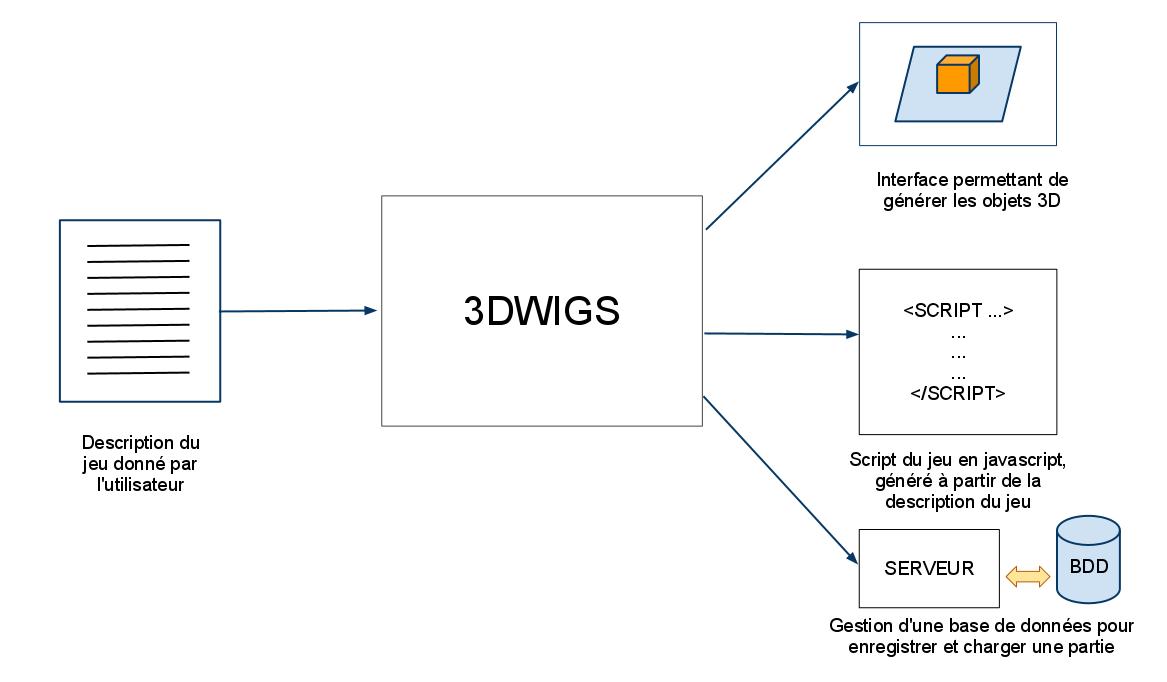 Interface permettant de
générer les objets 3D
3DWIGS
<SCRIPT ...>
...
...
...
</SCRIPT>
Description du
jeu donné par
l'utilisateur
Script du jeu en javascript,
généré à partir de la
description du jeu
SERVEUR
BDD
Gestion d'une base de données pour
enregistrer et charger une partie